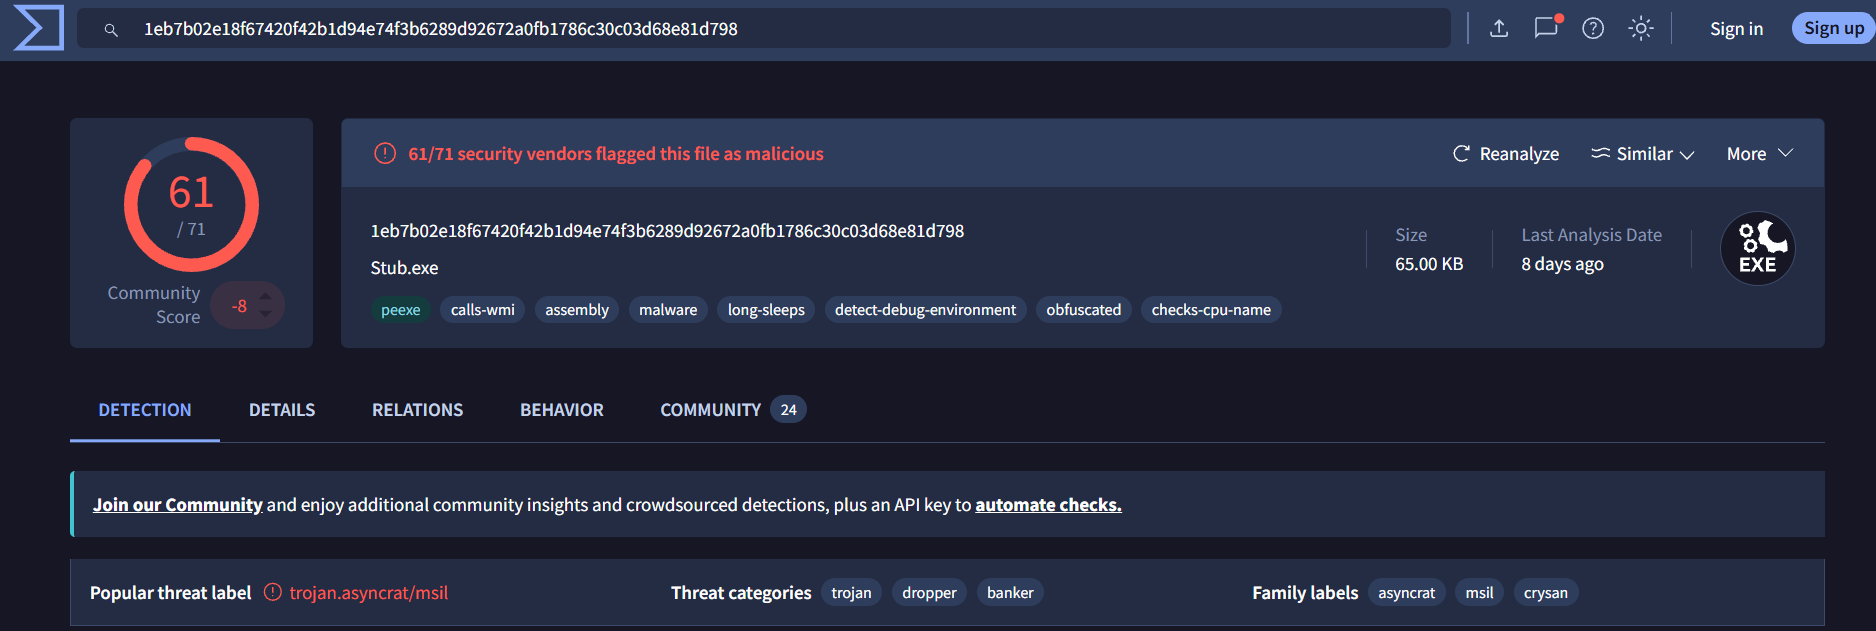 1eb7b02e18f67420f42b1d94e74f3b6289d92672a0fb1786c30c03d68e81d798
Sign in
Sign up
61
/ 71
Community
Score
-8
61/71 security vendors flagged this file as malicious
Reanalyze
Similar
More
1eb7b02e18f67420f42b1d94e74f3b6289d92672a0fb1786c30c03d68e81d798
Stub.exe
peexe calls-wmi assembly malware long-sleeps detect-debug-environment obfuscated checks-cpu-name
Size
65.00 KB
Last Analysis Date
8 days ago
EXE
DETECTION DETAILS RELATIONS BEHAVIOR COMMUNITY 24
Join our Community and enjoy additional community insights and crowdsourced detections, plus an API key to automate checks.
Popular threat label trojan.asyncrat/msil
Threat categories trojan dropper banker
Family labels asyncrat msil crysan